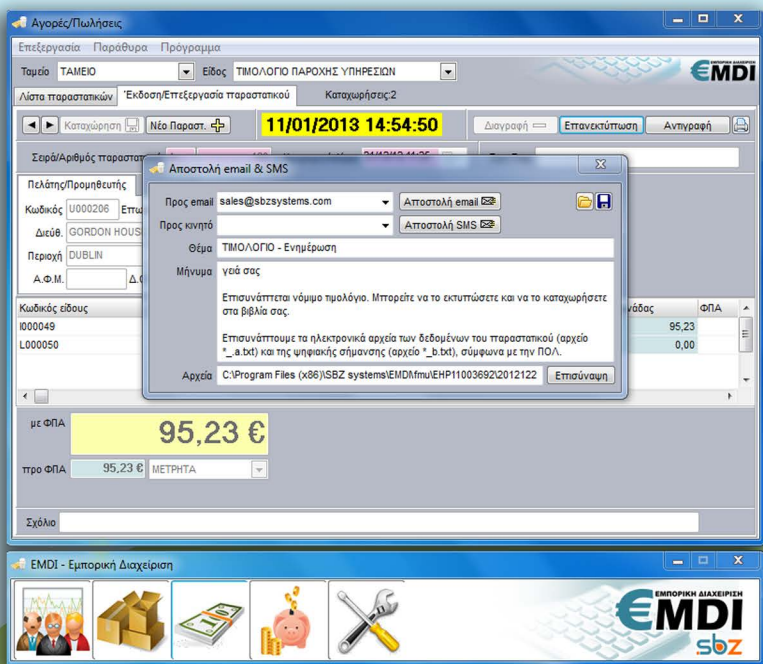 Αγορές/Πωλήσεις
Επεξεργασία Παράθυρα Πρόγραμμα
Ταμείο ΤΑΜΕΙΟ Είδος ΤΙΜΟΛΟΓΙΟ ΠΑΡΟΧΗΣ ΥΠΗΡΕΣΙΩΝ
ΕΜΠΟΡΙΚΗ ΔΙΑΧΕΙΡΙΣΗ
€MDI
Λίστα παραστατικών Έκδοση/Επεξεργασία παραστατικού Καταχωρήσεις:2
Καταχώρηση Νέο Παραστ. 11/01/2013 14:54:50 Διαγραφή Επανεκτύπωση Αντιγραφή
Σειρά/Αριθμός
Αποστολή email & SMS
Πελάτης/Προμηθευτής
Προς email sales@sbzsystems.com Αποστολή email
Κωδικός U000206
Προς κινητό Αποστολή SMS
Διεύθ. GORDON
Θέμα ΤΙΜΟΛΟΓΙΟ - Ενημέρωση
Περιοχή DUBLIN
Μήνυμα γειά σας
Α.Φ.Μ.
Επισυνάπτεται νόμιμο τιμολόγιο. Μπορείτε να το εκτυπώσετε και να το καταχωρήσετε
στα βιβλία σας.
Κωδικός είδους ΦΠΑ
I000049 95,23
L000050 0,00
Επισυνάπτουμε τα ηλεκτρονικά αρχεία των δεδομένων του παραστατικού (αρχείο
*_.a.txt) και της ψηφιακής σήμανσης (αρχείο *_b.txt), σύμφωνα με την ΠΟΛ.
Αρχεία C:\Program Files (x86)\SBZ systems\EMDI\fmu\EHP11003692\2012122 Επισύναψη
με ΦΠΑ 95,23 €
προ ΦΠΑ 95,23 € ΜΕΤΡΗΤΑ
Σχόλιο
EMDI - Εμπορική Διαχείριση
ΕΜΠΟΡΙΚΗ ΔΙΑΧΕΙΡΙΣΗ
€MDI
.sbz